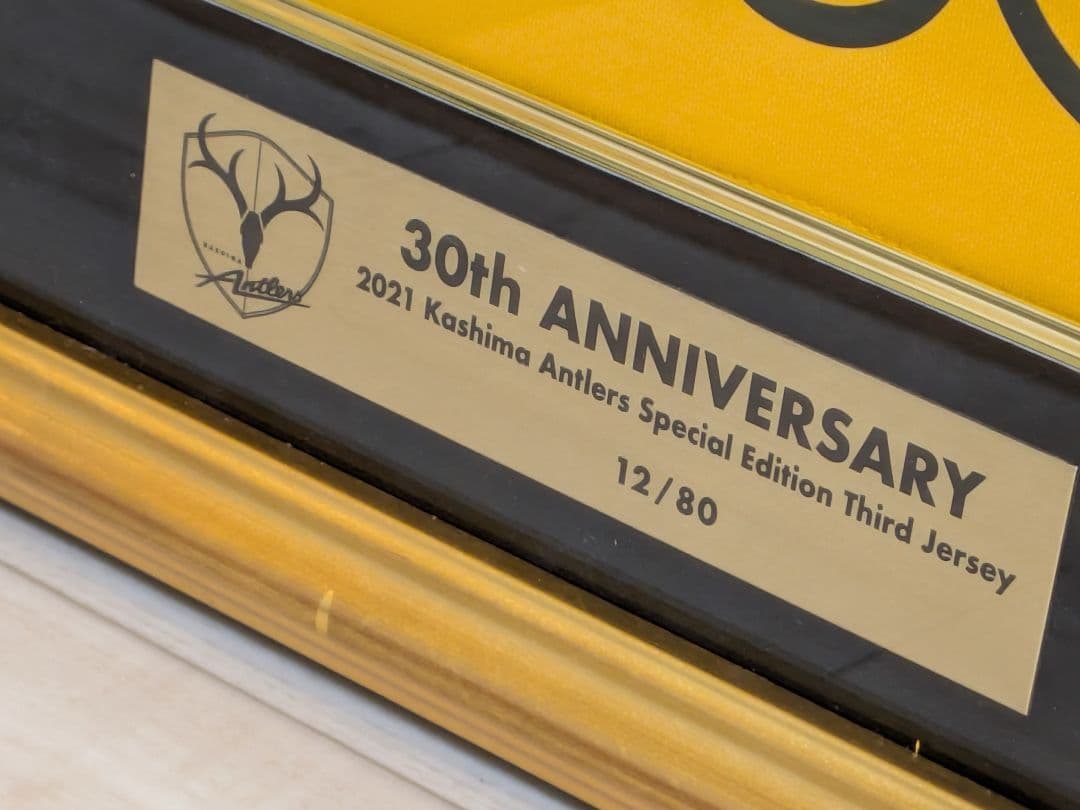 KASHIMA
Antlers
30th ANNIVERSARY
2021 Kashima Antlers Special Edition Third Jersey
12/80